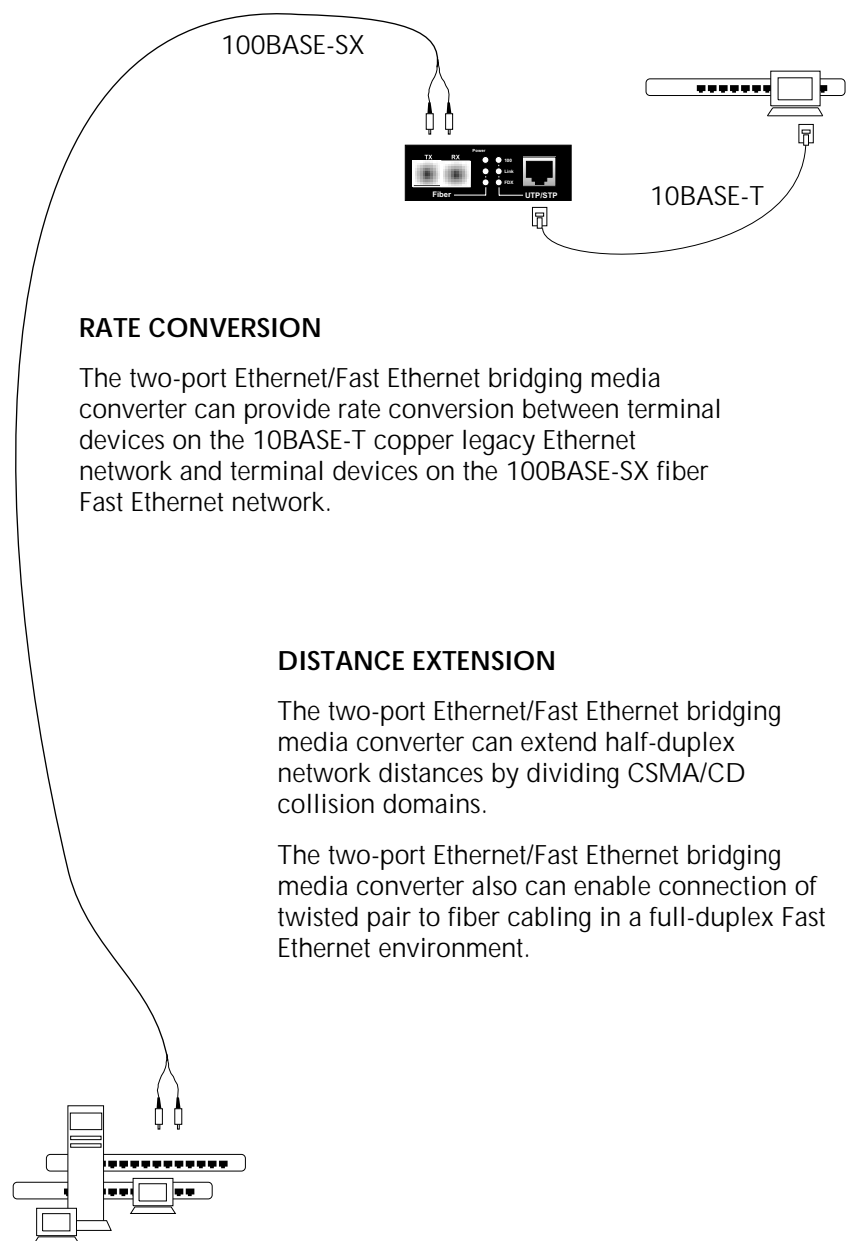 100BASE-SX
Power
TX RX 100
Link
FDX
Fiber UTP/STP
10BASE-T
RATE CONVERSION
The two-port Ethernet/Fast Ethernet bridging media
converter can provide rate conversion between terminal
devices on the 10BASE-T copper legacy Ethernet
network and terminal devices on the 100BASE-SX fiber
Fast Ethernet network.
DISTANCE EXTENSION
The two-port Ethernet/Fast Ethernet bridging
media converter can extend half-duplex
network distances by dividing CSMA/CD
collision domains.
The two-port Ethernet/Fast Ethernet bridging
media converter also can enable connection of
twisted pair to fiber cabling in a full-duplex Fast
Ethernet environment.